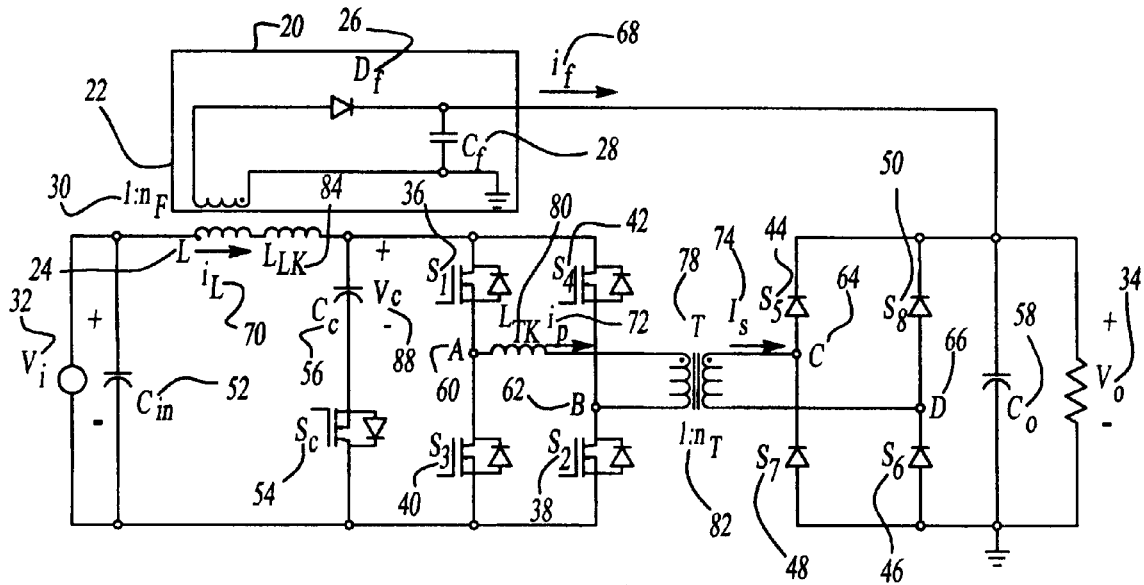 20
26
D_f
i_f
68
22
C_f
28
30
1:n_F
84
36
80
42
50
24
L
i_L
L_LK
70
+
V_c
-
88
S_1
S_4
L_TK
i_p
72
78
T
74
I_s
44
S_5
C
64
S_8
66
58
+
V_o
-
34
32
+
V_i
-
C_in
52
C_c
56
A
60
62
B
D
C_o
S_c
54
S_3
40
S_2
38
1:n_T
82
S_7
48
S_6
46